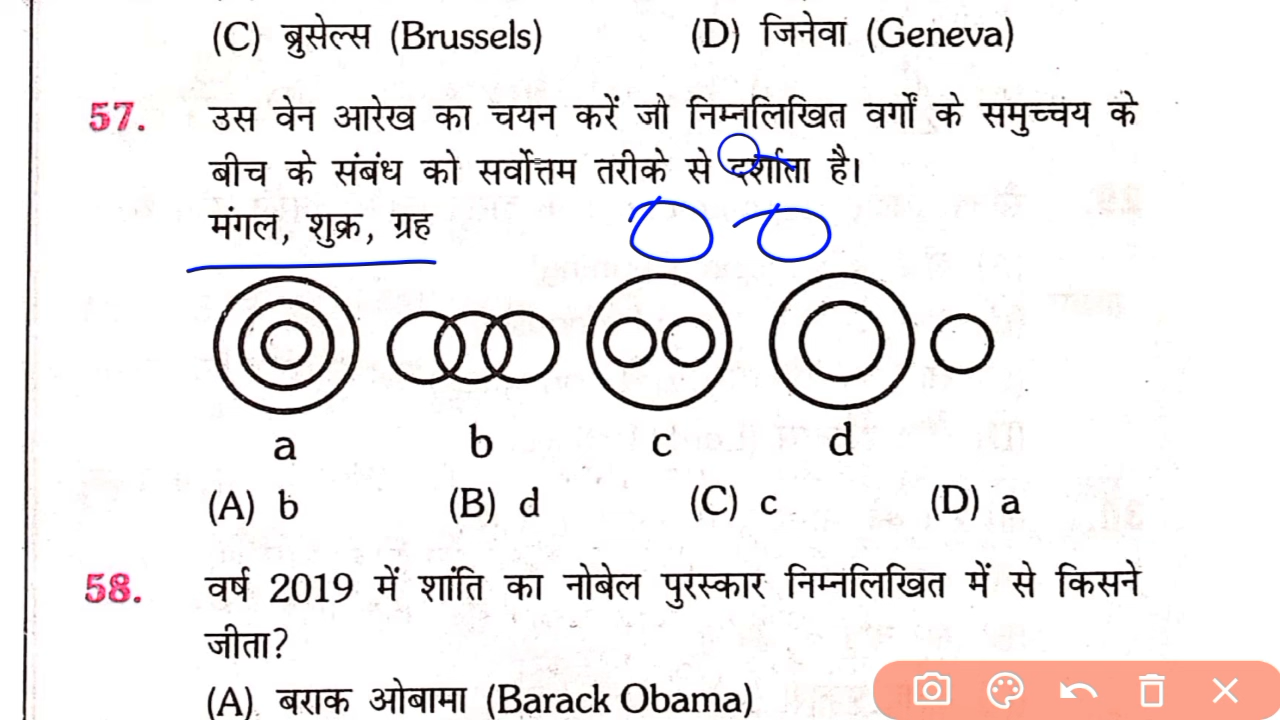 (C) ब्रुसेल्स (Brussels) (D) जिनेवा (Geneva)
57. उस वेन आरेख का चयन करें जो निम्नलिखित वर्गों के समुच्चय के
बीच के संबंध को सर्वोत्तम तरीके से दर्शाता है।
मंगल, शुक्र, ग्रह
a b c d
(A) b (B) d (C) c (D) a
58. वर्ष 2019 में शांति का नोबेल पुरस्कार निम्नलिखित में से किसने
जीता?
(A) बराक ओबामा (Barack Obama)